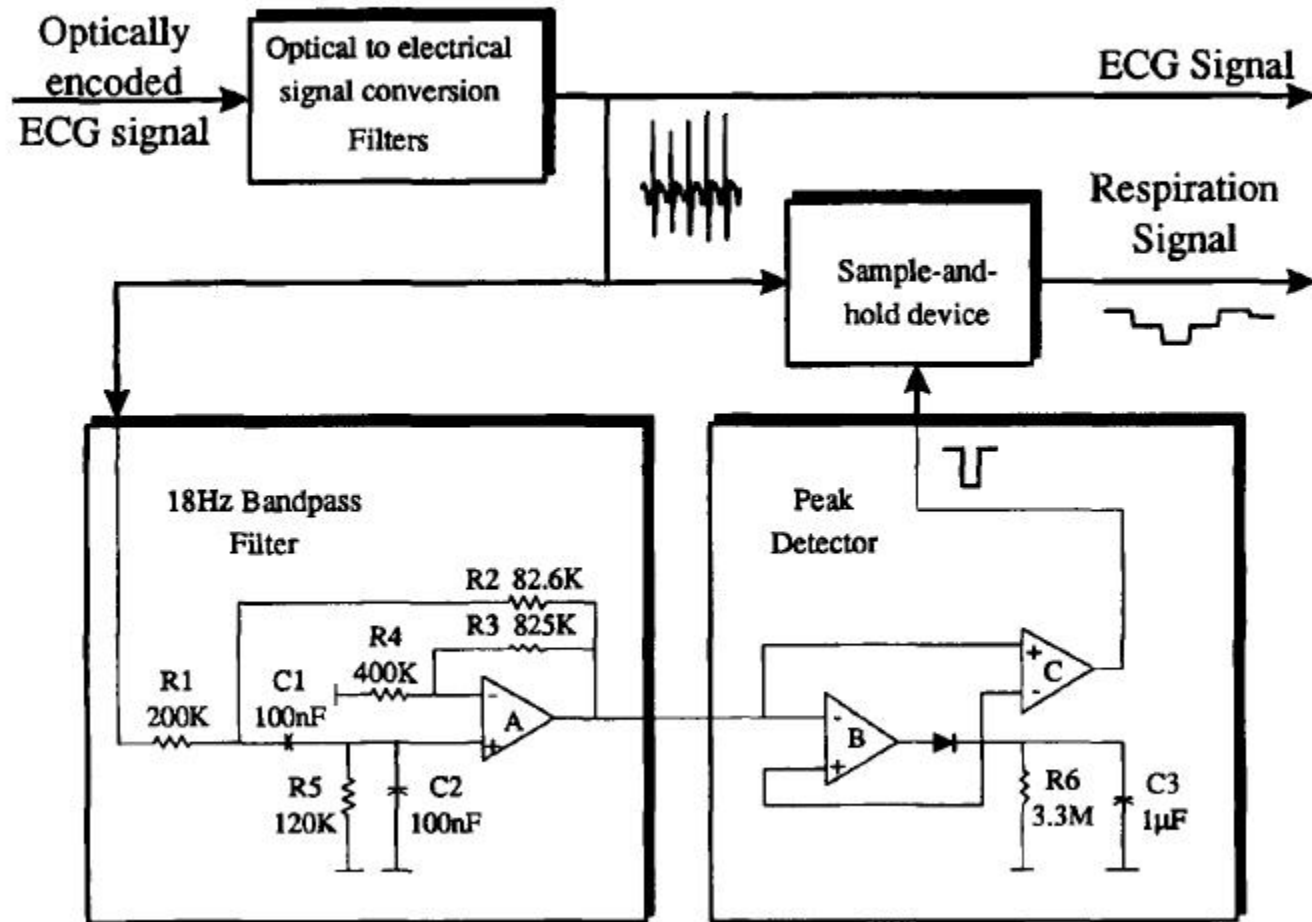 Optically
encoded
ECG signal
Optical to electrical
signal conversion
Filters
ECG Signal
Respiration
Signal
Sample-and-
hold device
18Hz Bandpass
Filter
R2 82.6K
R3 825K
R4
400K
R1
200K
C1
100nF
-
A
+
R5
120K
C2
100nF
Peak
Detector
+
C
-
-
B
+
R6
3.3M
C3
1µF